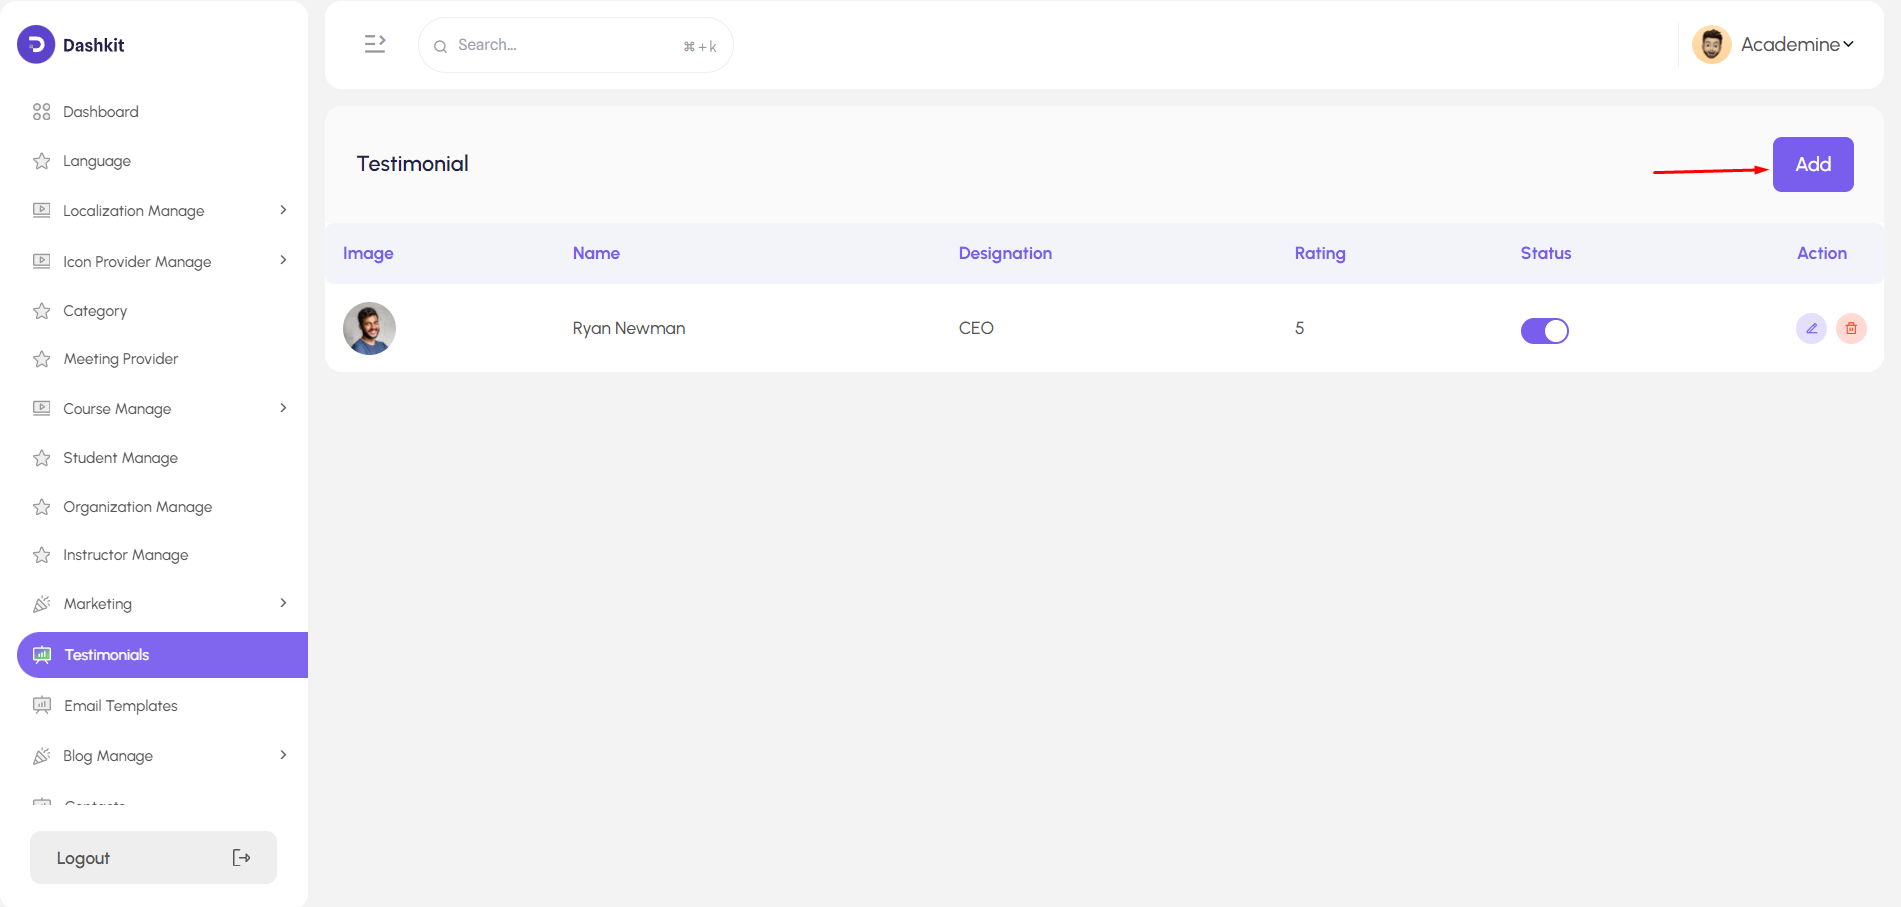 Dashkit
Search...
⌘ + k
Academine
Dashboard
Language
Localization Manage
Icon Provider Manage
Category
Meeting Provider
Course Manage
Student Manage
Organization Manage
Instructor Manage
Marketing
Testimonials
Email Templates
Blog Manage
Logout
Testimonial
Add
Image Name Designation Rating Status Action
Ryan Newman CEO 5